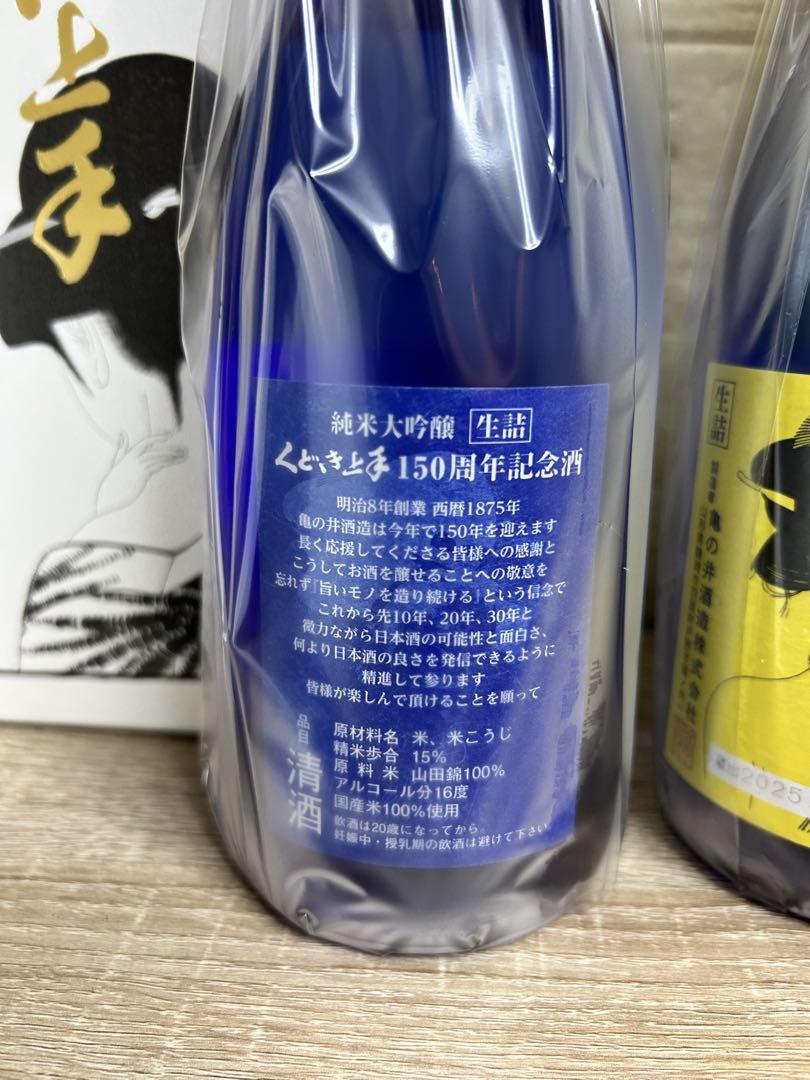 上手
純米大吟醸 生詰
くどき上手 150周年記念酒
明治8年創業 西暦1875年
亀の井酒造は今年で150年を迎えます
長く応援してくださる皆様への感謝と
こうしてお酒を醸せることへの敬意を
忘れず『旨いモノを造り続ける』という信念で
これから先10年、20年、30年と
微力ながら日本酒の可能性と面白さ、
何より日本酒の良さを発信できるように
精進して参ります
皆様が楽しんで頂けることを願って
品目
清酒
原材料名 米、米こうじ
精米歩合 15%
原料米 山田錦100%
アルコール分16度
国産米100%使用
飲酒は20歳になってから。
妊娠中・授乳期の飲酒は避けて下さい
生詰
醸造者 亀の井酒造株式会社
2025